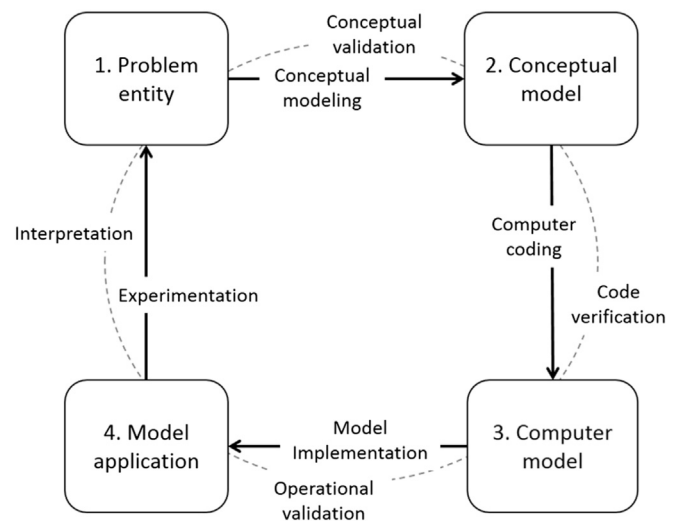 Conceptual
validation
1. Problem
entity
Conceptual
modeling
2. Conceptual
model
Interpretation
Computer
coding
Experimentation
Code
verification
4. Model
application
Model
Implementation
3. Computer
model
Operational
validation